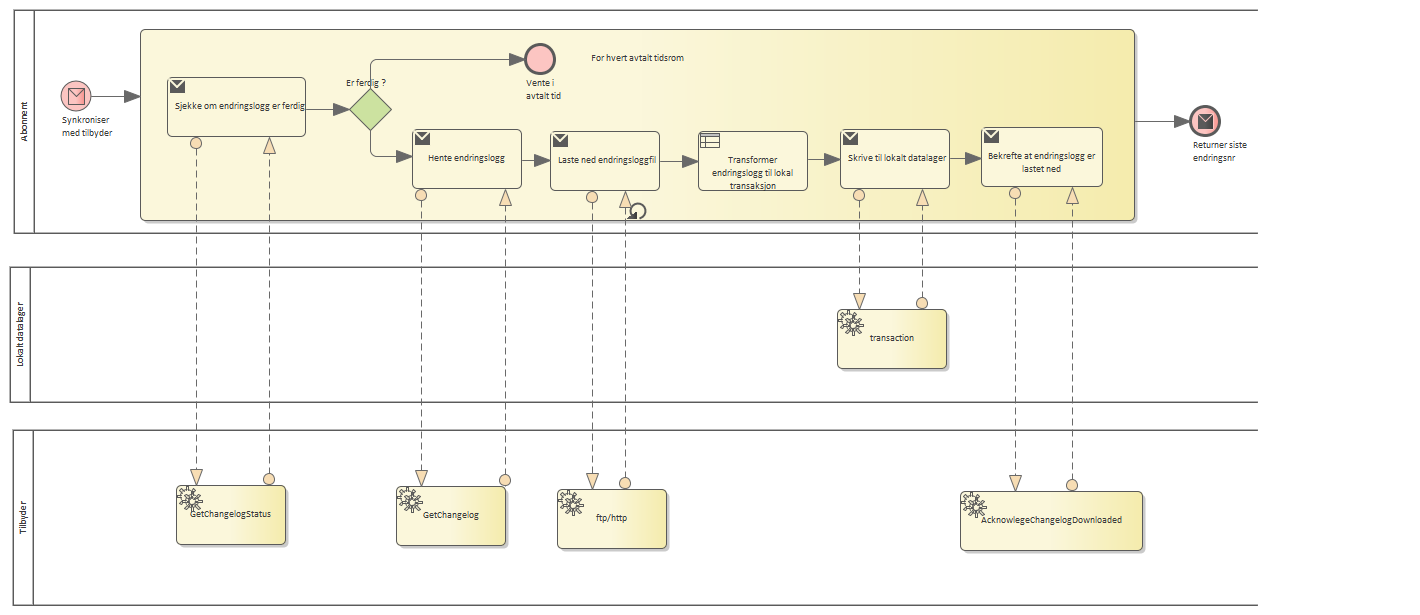 Abonnent
Synkroniser
med tilbyder
Sjekke om endringslogg er ferdig
Er ferdig ?
Vente i
avtalt tid
For hvert avtalt tidsrom
Hente endringslogg
Laste ned endringsloggfil
Transformer
endringslogg til lokal
transaksjon
Skrive til lokalt datalager
Bekrefte at endringslogg er
lastet ned
Returner siste
endringsnr
Lokalt datalager
transaction
Tilbyder
GetChangelogStatus
GetChangelog
ftp/http
AcknowlegeChangelogDownloaded